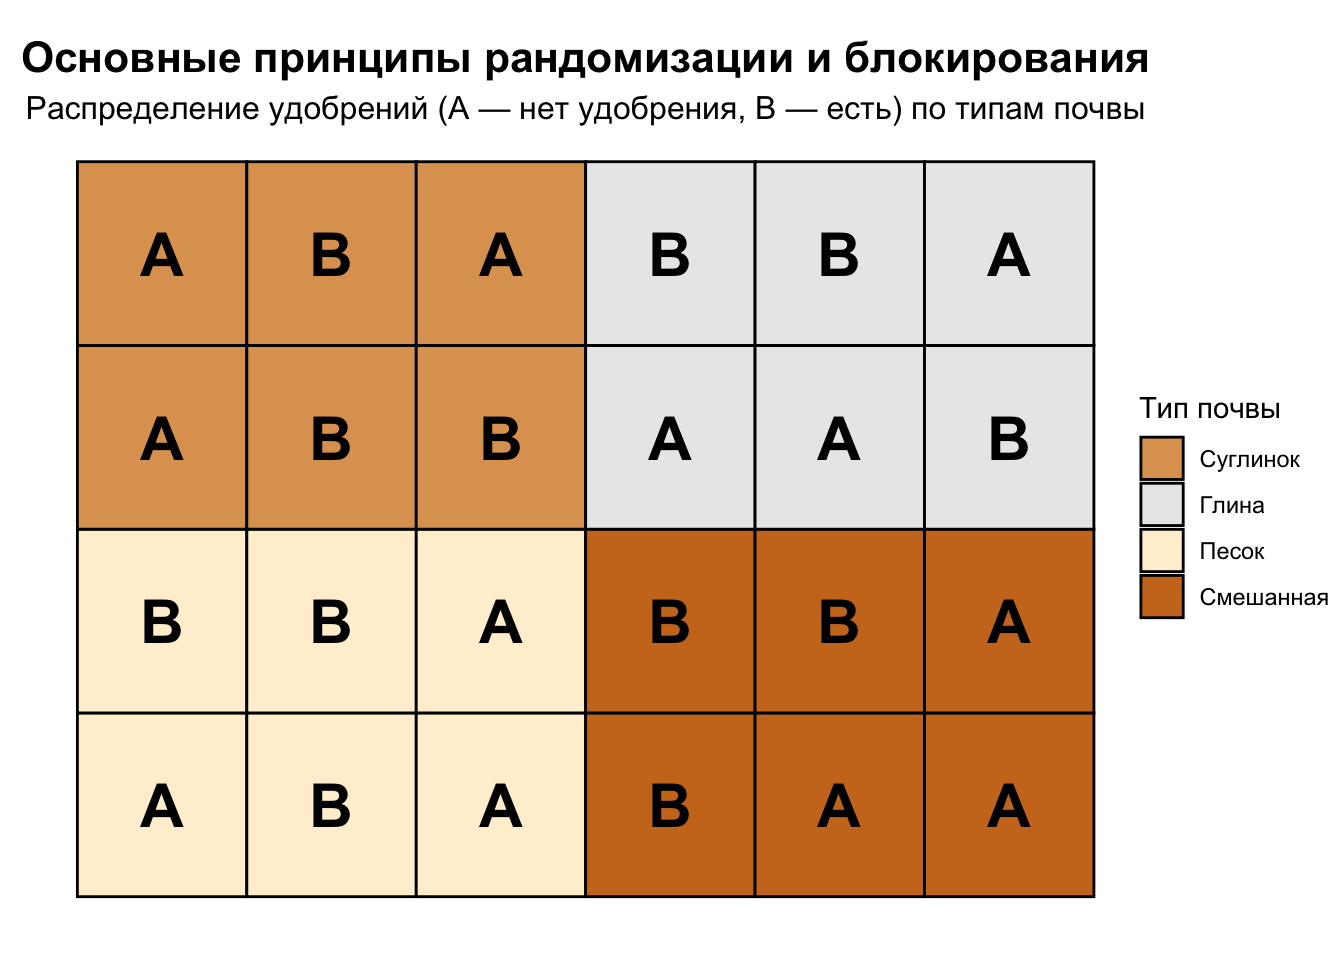 Основные принципы рандомизации и блокирования
Распределение удобрений (А — нет удобрения, В — есть) по типам почвы
A B A B B A
A B B A A B
B B A B B A
A B A B A A
Тип почвы
Суглинок
Глина
Песок
Смешанная